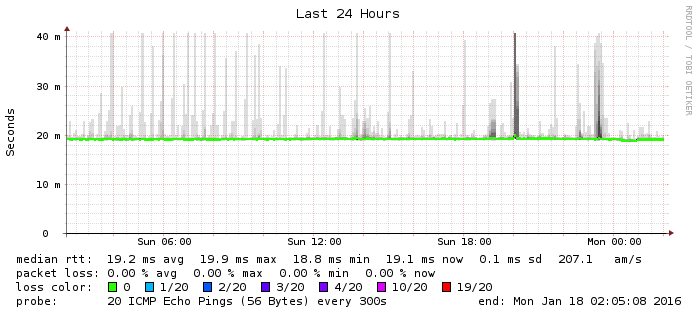 Last 24 Hours
RRDTOOL / TOBI OETIKER
Seconds
40 m
30 m
20 m
10 m
0
Sun 06:00 Sun 12:00 Sun 18:00 Mon 00:00
median rtt: 19.2 ms avg 19.9 ms max 18.8 ms min 19.1 ms now 0.1 ms sd 207.1 am/s
packet loss: 0.00 % avg 0.00 % max 0.00 % min 0.00 % now
loss color: 0 1/20 2/20 3/20 4/20 10/20 19/20
probe: 20 ICMP Echo Pings (56 Bytes) every 300s end: Mon Jan 18 02:05:08 2016